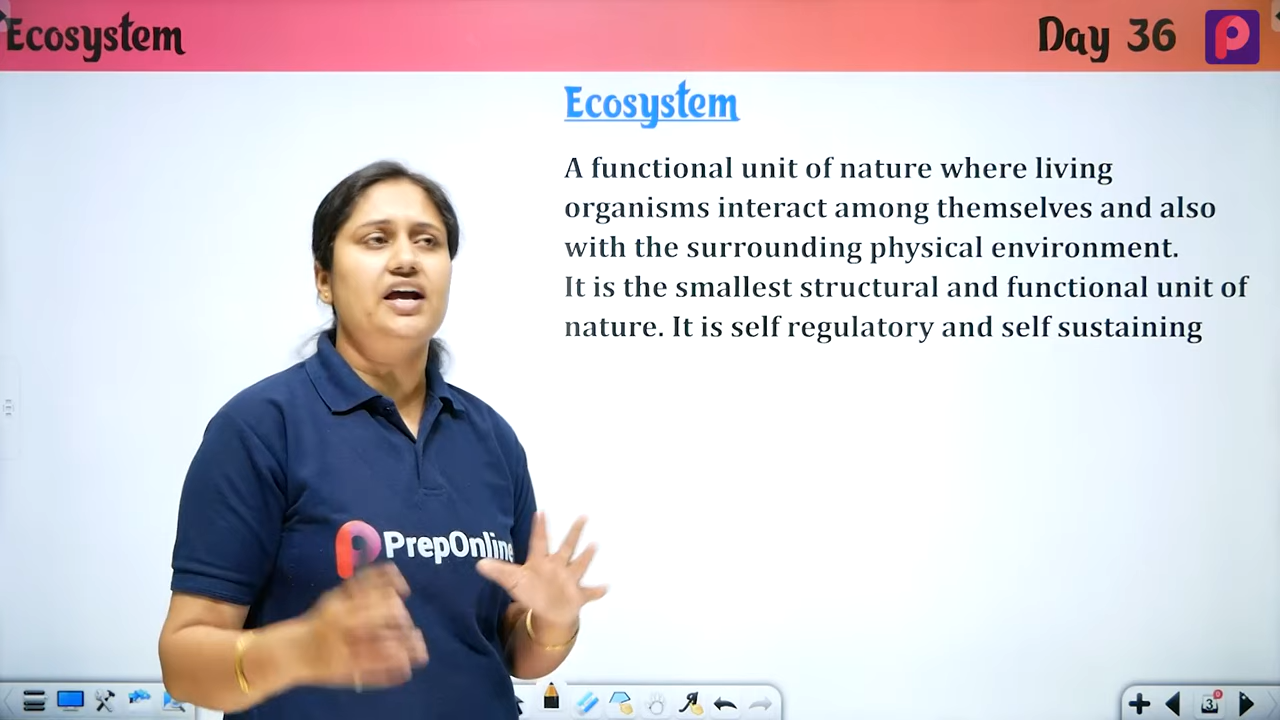 Ecosystem
Day 36
Ecosystem
A functional unit of nature where living
organisms interact among themselves and also
with the surrounding physical environment.
It is the smallest structural and functional unit of
nature. It is self regulatory and self sustaining
PrepOnline
3